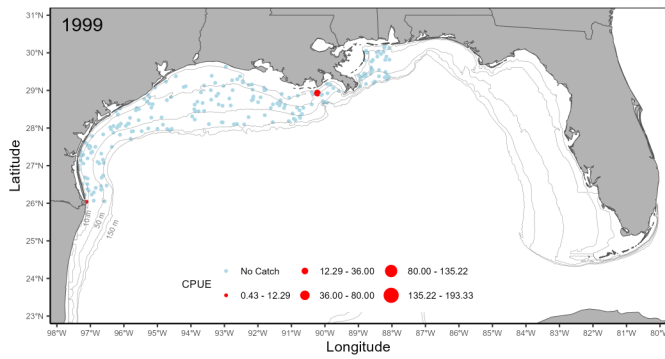 1999
31°N
30°N
29°N
28°N
27°N
26°N
25°N
24°N
23°N
Latitude
10 m
50 m
150 m
CPUE
No Catch
12.29 - 36.00
80.00 - 135.22
0.43 - 12.29
36.00 - 80.00
135.22 - 193.33
98°W 97°W 96°W 95°W 94°W 93°W 92°W 91°W 90°W 89°W 88°W 87°W 86°W 85°W 84°W 83°W 82°W 81°W 80°W
Longitude